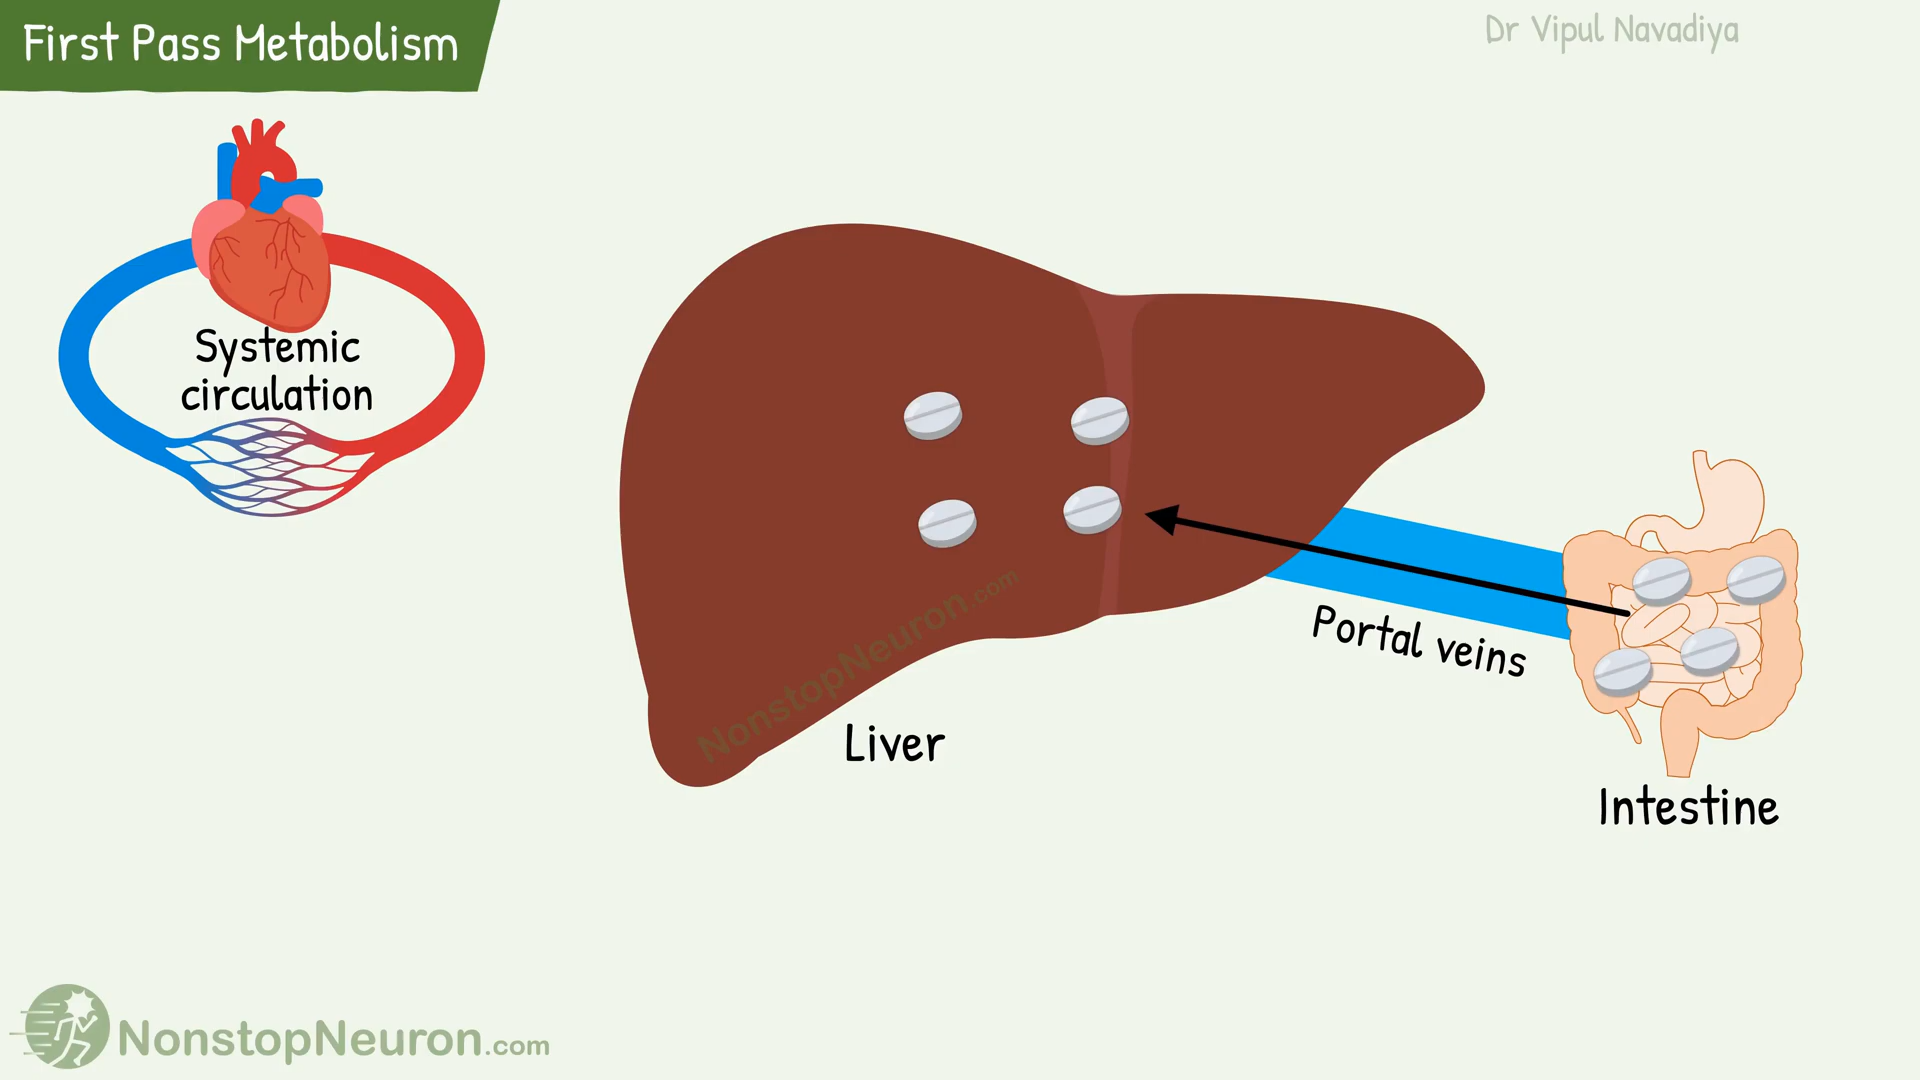 First Pass Metabolism
Dr Vipul Navadiya
Systemic
circulation
NonstopNeuron.com
Portal veins
Liver
Intestine
NonstopNeuron.com